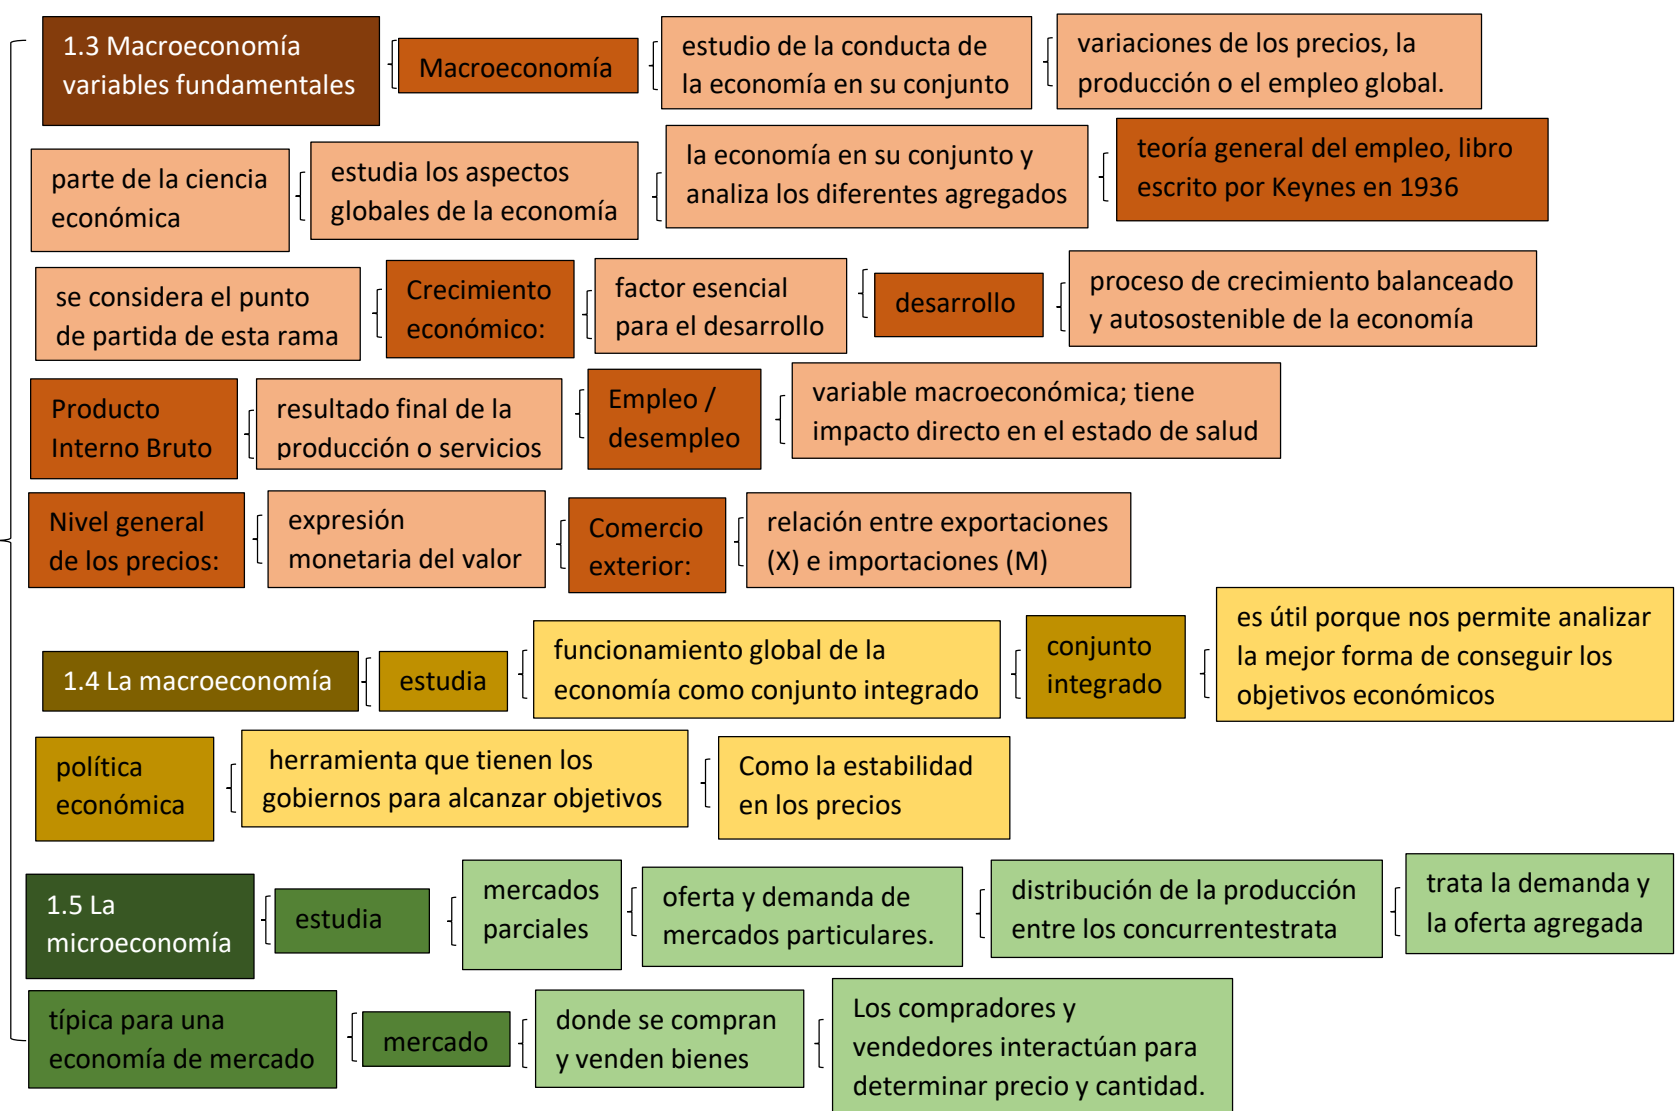 1.3 Macroeconomía
variables fundamentales
Macroeconomía
estudio de la conducta de
la economía en su conjunto
variaciones de los precios, la
producción o el empleo global.
parte de la ciencia
económica
estudia los aspectos
globales de la economía
la economía en su conjunto y
analiza los diferentes agregados
teoría general del empleo, libro
escrito por Keynes en 1936
se considera el punto
de partida de esta rama
Crecimiento
económico:
factor esencial
para el desarrollo
desarrollo
proceso de crecimiento balanceado
y autosostenible de la economía
Producto
Interno Bruto
resultado final de la
producción o servicios
Empleo /
desempleo
variable macroeconómica; tiene
impacto directo en el estado de salud
Nivel general
de los precios:
expresión
monetaria del valor
Comercio
exterior:
relación entre exportaciones
(X) e importaciones (M)
1.4 La macroeconomía
estudia
funcionamiento global de la
economía como conjunto integrado
conjunto
integrado
es útil porque nos permite analizar
la mejor forma de conseguir los
objetivos económicos
política
económica
herramienta que tienen los
gobiernos para alcanzar objetivos
Como la estabilidad
en los precios
1.5 La
microeconomía
estudia
mercados
parciales
oferta y demanda de
mercados particulares.
distribución de la producción
entre los concurrentestrata
trata la demanda y
la oferta agregada
típica para una
economía de mercado
mercado
donde se compran
y venden bienes
Los compradores y
vendedores interactúan para
determinar precio y cantidad.